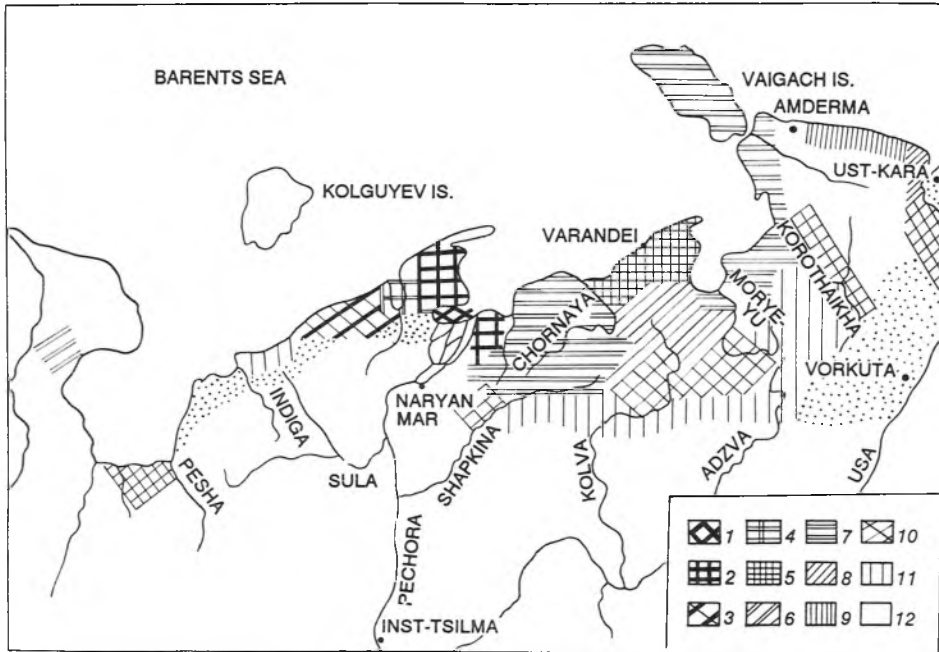 BARENTS SEA
VAIGACH IS.
AMDERMA
UST-KARA
KOLGUYEV IS.
VARANDEI
KOROTHAIKHA
MORYE
YU
CHORNAYA
VORKUTA
NARYAN
MAR
INDIGA
PESHA
SULA
SHAPKINA
KOLVA
ADZVA
USA
PECHORA
INST-TSILMA
1 4 7 10
2 5 8 11
3 6 9 12